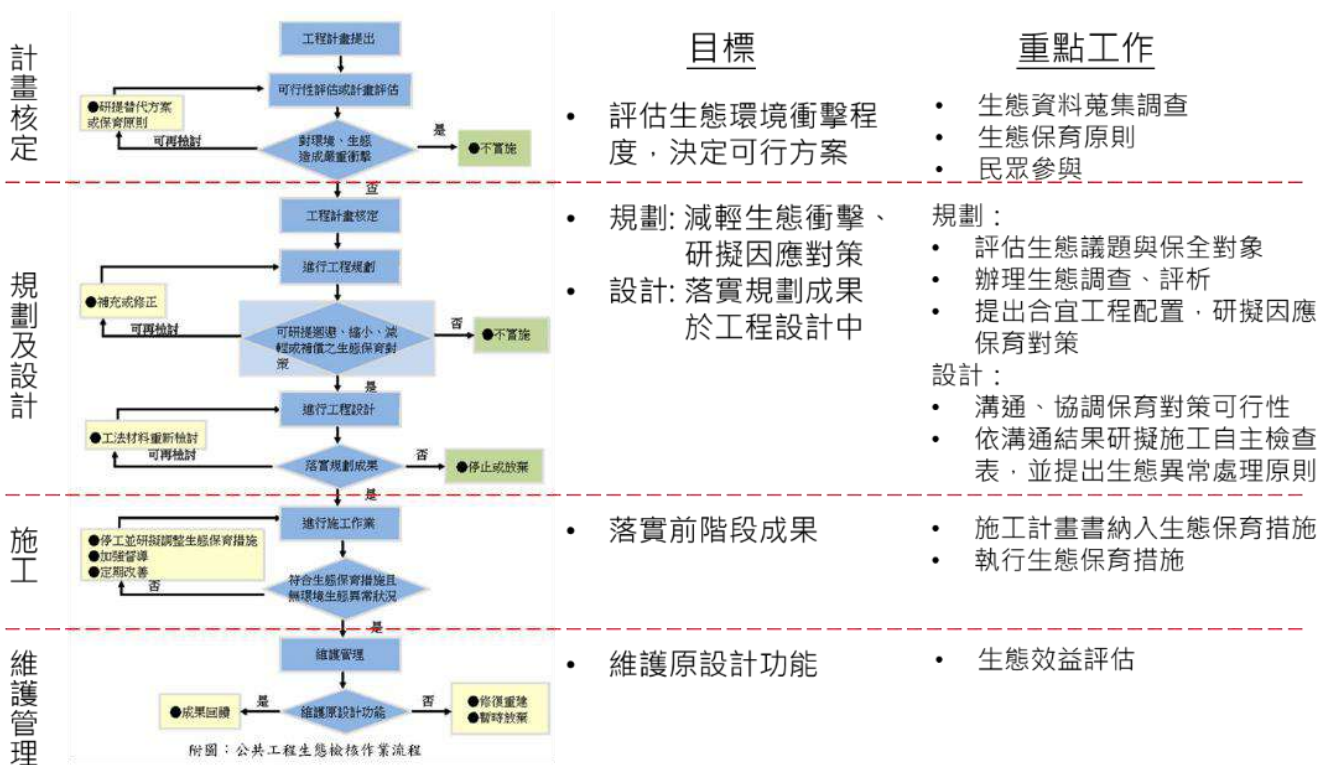 計畫核定
工程計畫提出
可行性評估或計畫評估
●研提替代方案
或保育原則
可再檢討
對環境、生態
造成嚴重衝擊
是
●不實施
否
目標
• 評估生態環境衝擊程
度，決定可行方案
重點工作
• 生態資料蒐集調查
• 生態保育原則
• 民眾參與
規劃及設計
工程計畫核定
進行工程規劃
●補充或修正
可再檢討
可研提迴避、縮小、減
輕或補償之生態保育對
策
否
●不實施
是
進行工程設計
●工法材料重新檢討
可再檢討
落實規劃成果
否
●停止或放棄
是
• 規劃: 減輕生態衝擊、
研擬因應對策
• 設計: 落實規劃成果
於工程設計中
規劃：
• 評估生態議題與保全對象
• 辦理生態調查、評析
• 提出合宜工程配置，研擬因應
保育對策
設計：
• 溝通、協調保育對策可行性
• 依溝通結果研擬施工自主檢查
表，並提出生態異常處理原則
施工
進行施工作業
●停工並研擬調整生態保育措施
●加強督導
●定期改善
否
符合生態保育措施且
無環境生態異常狀況
是
• 落實前階段成果
• 施工計畫書納入生態保育措施
• 執行生態保育措施
維護管理
維護管理
●成果回饋
是
維護原設計功能
否
●修復重建
●暫時放棄
附圖：公共工程生態檢核作業流程
• 維護原設計功能
• 生態效益評估